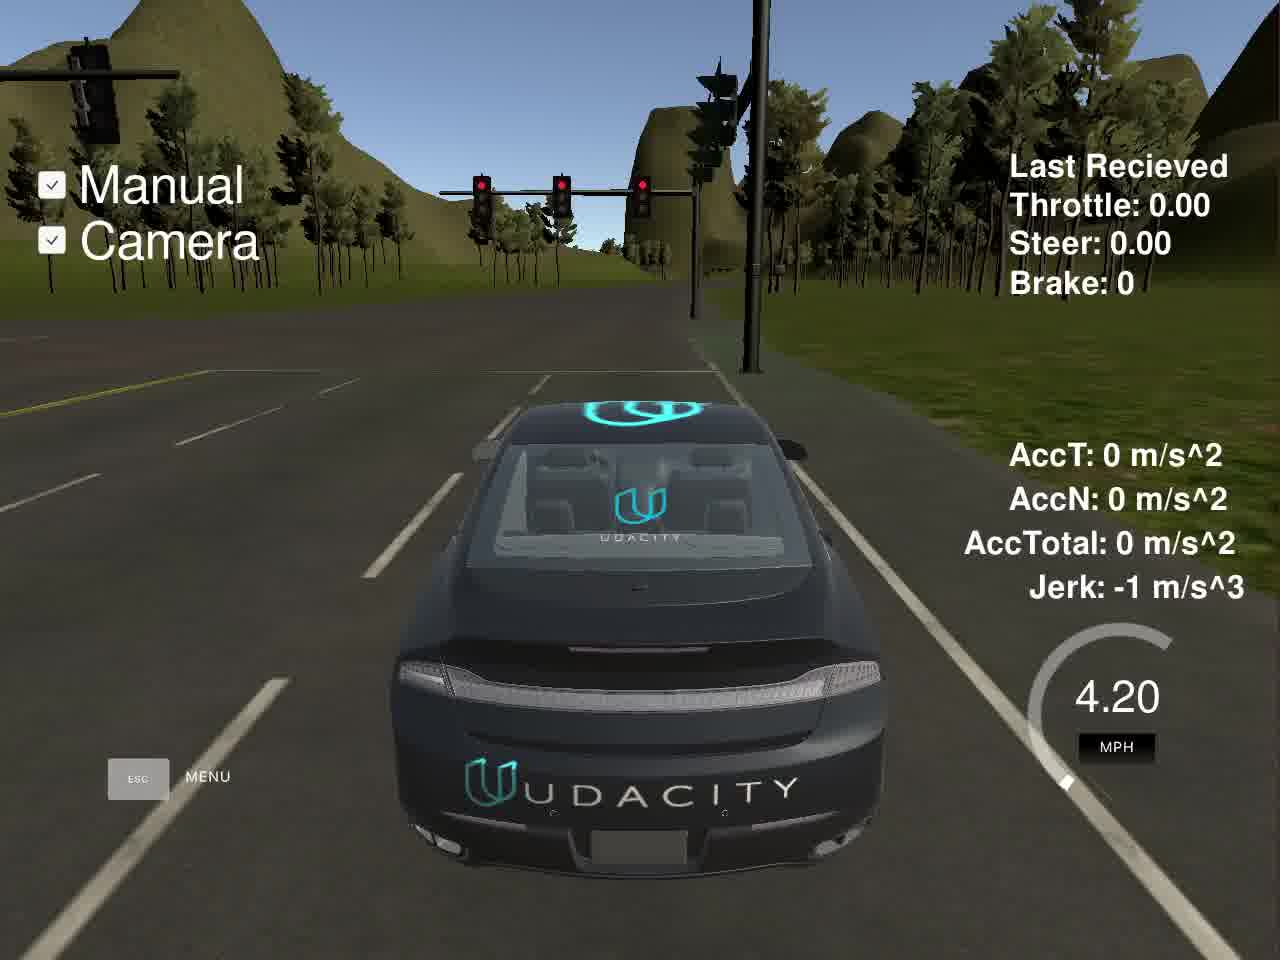 Manual
Camera
Last Recieved
Throttle: 0.00
Steer: 0.00
Brake: 0
AccT: 0 m/s^2
AccN: 0 m/s^2
AccTotal: 0 m/s^2
Jerk: -1 m/s^3
4.20
MPH
ESC
MENU
UDACITY
UDACITY